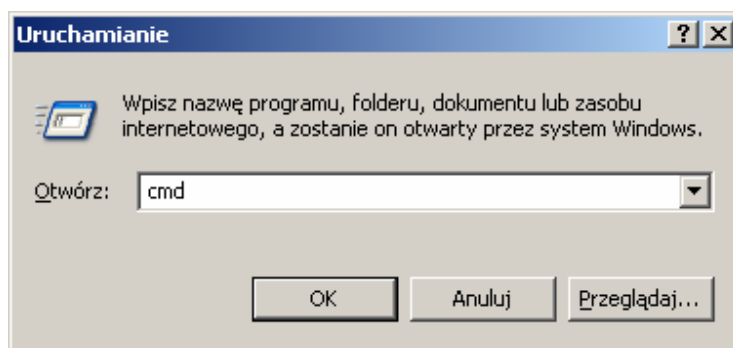 Uruchamianie
Wpisz nazwę programu, folderu, dokumentu lub zasobu
internetowego, a zostanie on otwarty przez system Windows.
Otwórz: cmd
OK Anuluj Przeglądaj...